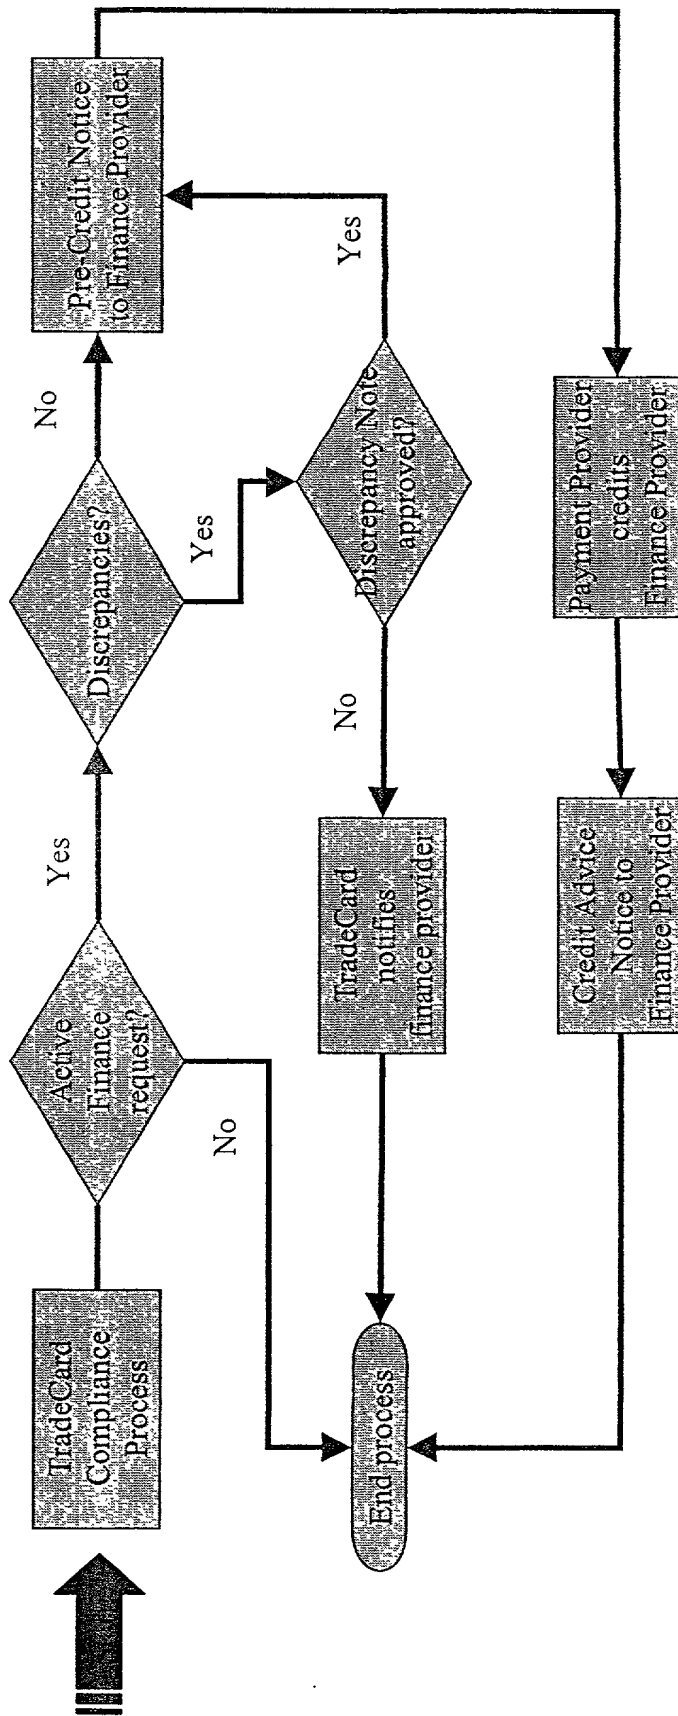 TradeCard
Compliance
Process
Active
Finance
request?
Yes
No
Discrepancies?
No
Yes
Pre-Credit Notice
to Finance Provider
Discrepancy Note
approved?
Yes
No
TradeCard
notifies
finance provider
End process
Payment Provider
credits
Finance Provider
Credit Advice
Notice to
Finance Provider